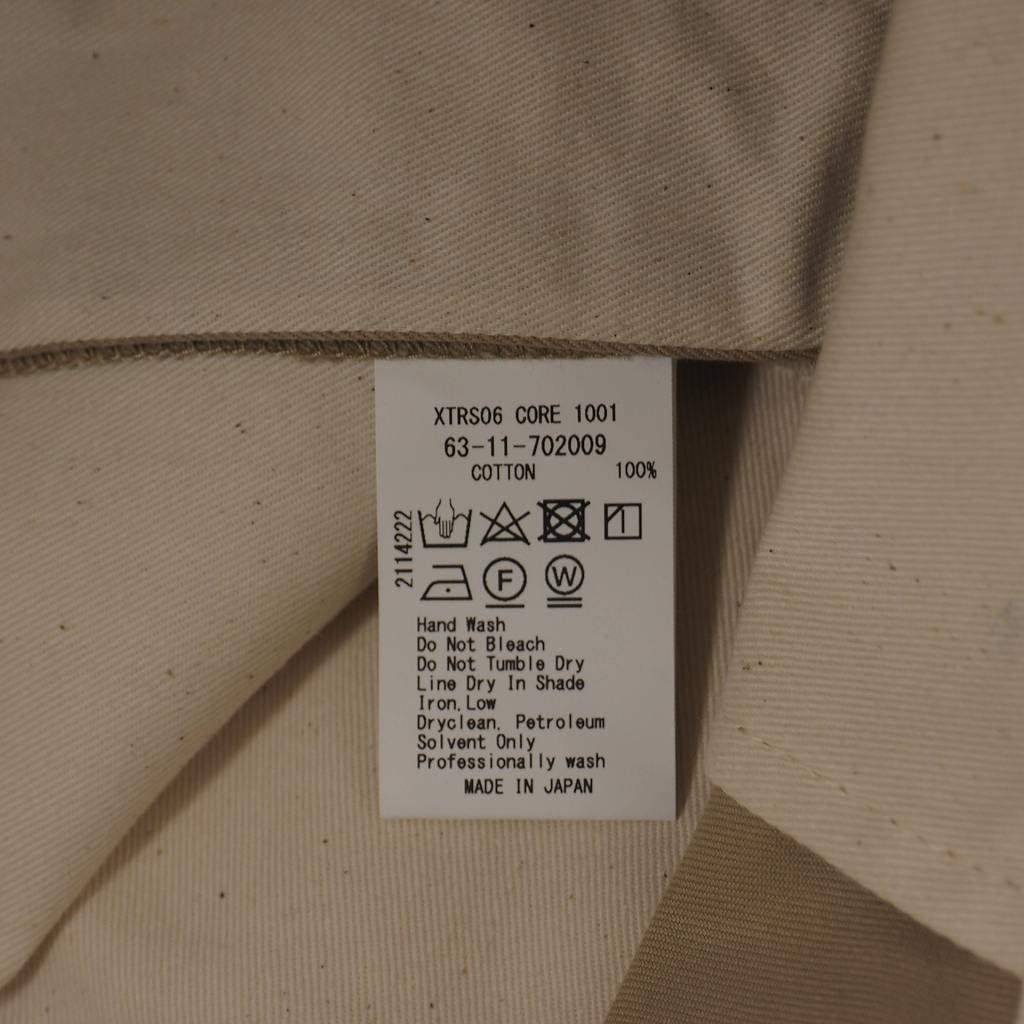 XTRS06 CORE 1001
63-11-702009
COTTON 100%
2114222
F W
Hand Wash
Do Not Bleach
Do Not Tumble Dry
Line Dry In Shade
Iron,Low
Dryclean, Petroleum
Solvent Only
Professionally wash
MADE IN JAPAN